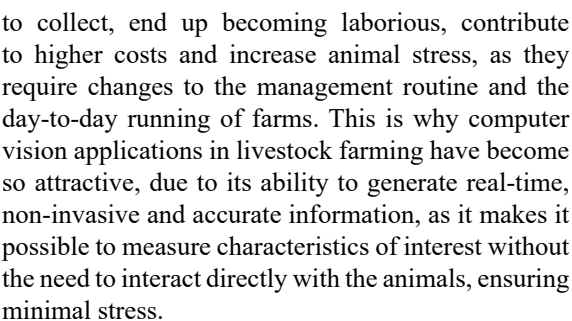 to collect, end up becoming laborious, contribute
to higher costs and increase animal stress, as they
require changes to the management routine and the
day-to-day running of farms. This is why computer
vision applications in livestock farming have become
so attractive, due to its ability to generate real-time,
non-invasive and accurate information, as it makes it
possible to measure characteristics of interest without
the need to interact directly with the animals, ensuring
minimal stress.